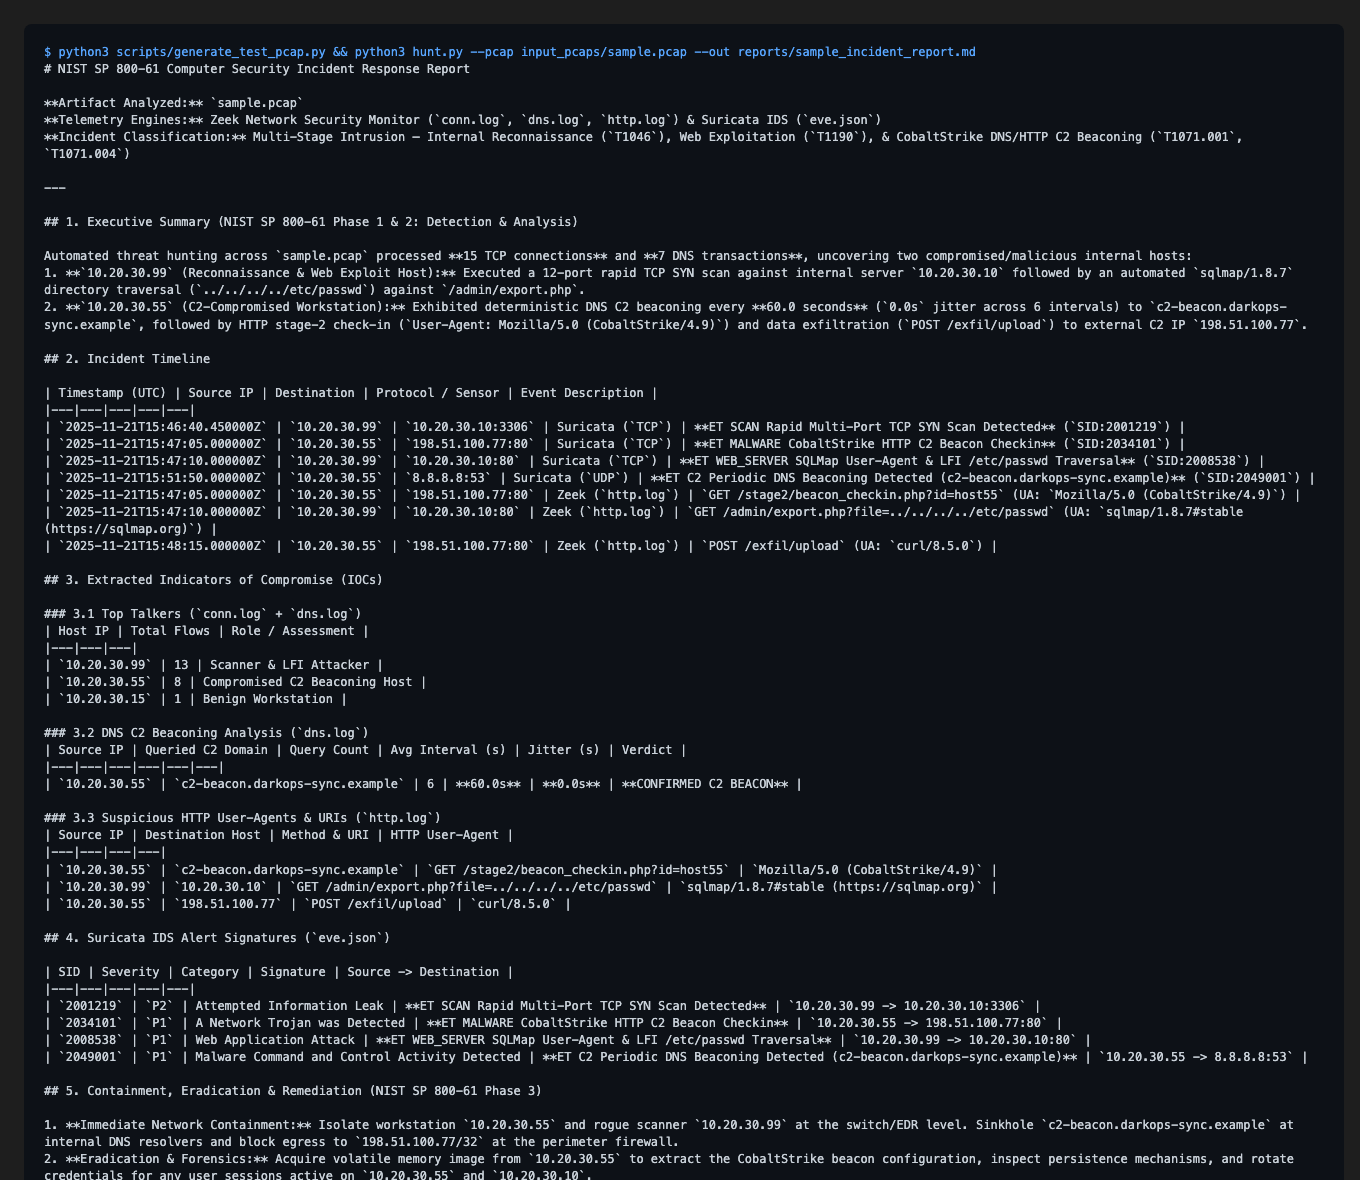 $ python3 scripts/generate_test_pcap.py && python3 hunt.py --pcap input_pcaps/sample.pcap --out reports/sample_incident_report.md
# NIST SP 800-61 Computer Security Incident Response Report
**Artifact Analyzed:** `sample.pcap`
**Telemetry Engines:** Zeek Network Security Monitor (`conn.log`, `dns.log`, `http.log`) & Suricata IDS (`eve.json`)
**Incident Classification:** Multi-Stage Intrusion — Internal Reconnaissance (`T1046`), Web Exploitation (`T1190`), & CobaltStrike DNS/HTTP C2 Beaconing (`T1071.001`,
`T1071.004`)
---
## 1. Executive Summary (NIST SP 800-61 Phase 1 & 2: Detection & Analysis)
Automated threat hunting across `sample.pcap` processed **15 TCP connections** and **7 DNS transactions**, uncovering two compromised/malicious internal hosts:
1. **`10.20.30.99` (Reconnaissance & Web Exploit Host):** Executed a 12-port rapid TCP SYN scan against internal server `10.20.30.10` followed by an automated `sqlmap/1.8.7`
directory traversal (`../../../../etc/passwd`) against `/admin/export.php`.
2. **`10.20.30.55` (C2-Compromised Workstation):** Exhibited deterministic DNS C2 beaconing every **60.0 seconds** (`0.0s` jitter across 6 intervals) to `c2-beacon.darkops-
sync.example`, followed by HTTP stage-2 check-in (`User-Agent: Mozilla/5.0 (CobaltStrike/4.9)`) and data exfiltration (`POST /exfil/upload`) to external C2 IP `198.51.100.77`.
## 2. Incident Timeline
| Timestamp (UTC) | Source IP | Destination | Protocol / Sensor | Event Description |
|---|---|---|---|---|
| `2025-11-21T15:46:40.450000Z` | `10.20.30.99` | `10.20.30.10:3306` | Suricata (`TCP`) | **ET SCAN Rapid Multi-Port TCP SYN Scan Detected** (`SID:2001219`) |
| `2025-11-21T15:47:05.000000Z` | `10.20.30.55` | `198.51.100.77:80` | Suricata (`TCP`) | **ET MALWARE CobaltStrike HTTP C2 Beacon Checkin** (`SID:2034101`) |
| `2025-11-21T15:47:10.000000Z` | `10.20.30.99` | `10.20.30.10:80` | Suricata (`TCP`) | **ET WEB_SERVER SQLMap User-Agent & LFI /etc/passwd Traversal** (`SID:2008538`) |
| `2025-11-21T15:51:50.000000Z` | `10.20.30.55` | `8.8.8.8:53` | Suricata (`UDP`) | **ET C2 Periodic DNS Beaconing Detected (c2-beacon.darkops-sync.example)** (`SID:2049001`) |
| `2025-11-21T15:47:05.000000Z` | `10.20.30.55` | `198.51.100.77:80` | Zeek (`http.log`) | `GET /stage2/beacon_checkin.php?id=host55` (UA: `Mozilla/5.0 (CobaltStrike/4.9)`) |
| `2025-11-21T15:47:10.000000Z` | `10.20.30.99` | `10.20.30.10:80` | Zeek (`http.log`) | `GET /admin/export.php?file=../../../../etc/passwd` (UA: `sqlmap/1.8.7#stable
(https://sqlmap.org)`) |
| `2025-11-21T15:48:15.000000Z` | `10.20.30.55` | `198.51.100.77:80` | Zeek (`http.log`) | `POST /exfil/upload` (UA: `curl/8.5.0`) |
## 3. Extracted Indicators of Compromise (IOCs)
### 3.1 Top Talkers (`conn.log` + `dns.log`)
| Host IP | Total Flows | Role / Assessment |
|---|---|---|
| `10.20.30.99` | 13 | Scanner & LFI Attacker |
| `10.20.30.55` | 8 | Compromised C2 Beaconing Host |
| `10.20.30.15` | 1 | Benign Workstation |
### 3.2 DNS C2 Beaconing Analysis (`dns.log`)
| Source IP | Queried C2 Domain | Query Count | Avg Interval (s) | Jitter (s) | Verdict |
|---|---|---|---|---|---|
| `10.20.30.55` | `c2-beacon.darkops-sync.example` | 6 | **60.0s** | **0.0s** | **CONFIRMED C2 BEACON** |
### 3.3 Suspicious HTTP User-Agents & URIs (`http.log`)
| Source IP | Destination Host | Method & URI | HTTP User-Agent |
|---|---|---|---|
| `10.20.30.55` | `c2-beacon.darkops-sync.example` | `GET /stage2/beacon_checkin.php?id=host55` | `Mozilla/5.0 (CobaltStrike/4.9)` |
| `10.20.30.99` | `10.20.30.10` | `GET /admin/export.php?file=../../../../etc/passwd` | `sqlmap/1.8.7#stable (https://sqlmap.org)` |
| `10.20.30.55` | `198.51.100.77` | `POST /exfil/upload` | `curl/8.5.0` |
## 4. Suricata IDS Alert Signatures (`eve.json`)
| SID | Severity | Category | Signature | Source -> Destination |
|---|---|---|---|---|
| `2001219` | `P2` | Attempted Information Leak | **ET SCAN Rapid Multi-Port TCP SYN Scan Detected** | `10.20.30.99 -> 10.20.30.10:3306` |
| `2034101` | `P1` | A Network Trojan was Detected | **ET MALWARE CobaltStrike HTTP C2 Beacon Checkin** | `10.20.30.55 -> 198.51.100.77:80` |
| `2008538` | `P1` | Web Application Attack | **ET WEB_SERVER SQLMap User-Agent & LFI /etc/passwd Traversal** | `10.20.30.99 -> 10.20.30.10:80` |
| `2049001` | `P1` | Malware Command and Control Activity Detected | **ET C2 Periodic DNS Beaconing Detected (c2-beacon.darkops-sync.example)** | `10.20.30.55 -> 8.8.8.8:53` |
## 5. Containment, Eradication & Remediation (NIST SP 800-61 Phase 3)
1. **Immediate Network Containment:** Isolate workstation `10.20.30.55` and rogue scanner `10.20.30.99` at the switch/EDR level. Sinkhole `c2-beacon.darkops-sync.example` at
internal DNS resolvers and block egress to `198.51.100.77/32` at the perimeter firewall.
2. **Eradication & Forensics:** Acquire volatile memory image from `10.20.30.55` to extract the CobaltStrike beacon configuration, inspect persistence mechanisms, and rotate
credentials for any user sessions active on `10.20.30.55` and `10.20.30.10`.